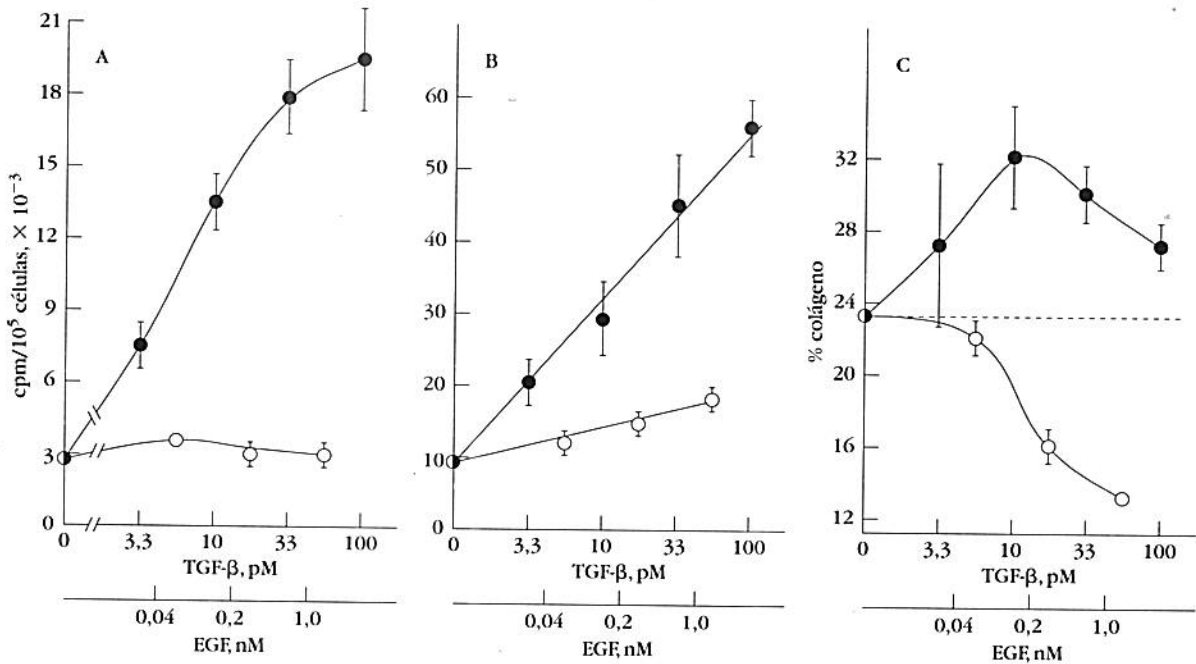 A
cpm/10⁵ células, × 10⁻³
21
18
15
12
9
6
3
0
0 3,3 10 33 100
TGF-β, pM
0,04 0,2 1,0
EGF, nM
B
60
50
40
30
20
10
0
0 3,3 10 33 100
TGF-β, pM
0,04 0,2 1,0
EGF, nM
C
% colágeno
32
28
24
20
16
12
0 3,3 10 33 100
TGF-β, pM
0,04 0,2 1,0
EGF, nM